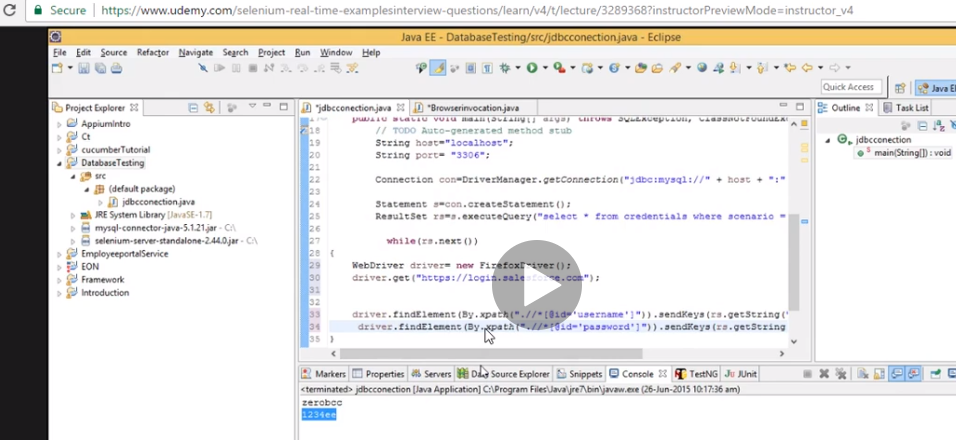 Secure https://www.udemy.com/selenium-real-time-examplesinterview-questions/learn/v4/t/lecture/3289368?instructorPreviewMode=instructor_v4
Java EE - DatabaseTesting/src/jdbcconection.java - Eclipse
File Edit Source Refactor Navigate Search Project Run Window Help
Quick Access Java EE
Project Explorer
*jdbcconection.java *Browserinvocation.java
Outline Task List
AppiumIntro
Ct
cucumberTutorial
DatabaseTesting
src
(default package)
jdbcconection.java
JRE System Library [JavaSE-1.7]
mysql-connector-java-5.1.21.jar - C:\
selenium-server-standalone-2.44.0.jar - C:\
EmployeeportalService
EON
Framework
Introduction
public static void main(String[] args) throws SQLException,
18 // TODO Auto-generated method stub
19 String host="localhost";
20 String port= "3306";
21
22 Connection con=DriverManager.getConnection("jdbc:mysql://" + host + ":"
23
24 Statement s=con.createStatement();
25 ResultSet rs=s.executeQuery("select * from credentials where scenario =
26
27 while(rs.next())
28 {
29 WebDriver driver= new FirefoxDriver();
30 driver.get("https://login.salesforce.com");
31
32
33 driver.findElement(By.xpath(".//*[@id='username']")).sendKeys(rs.getString("
34 driver.findElement(By.xpath(".//*[@id='password']")).sendKeys(rs.getString
35 }
jdbcconection
main(String[]) : void
Markers Properties Servers Data Source Explorer Snippets Console TestNG JUnit
<terminated> jdbcconection [Java Application] C:\Program Files\Java\jre7\bin\javaw.exe (26-Jun-2015 10:17:36 am)
zerobcc
1234ee